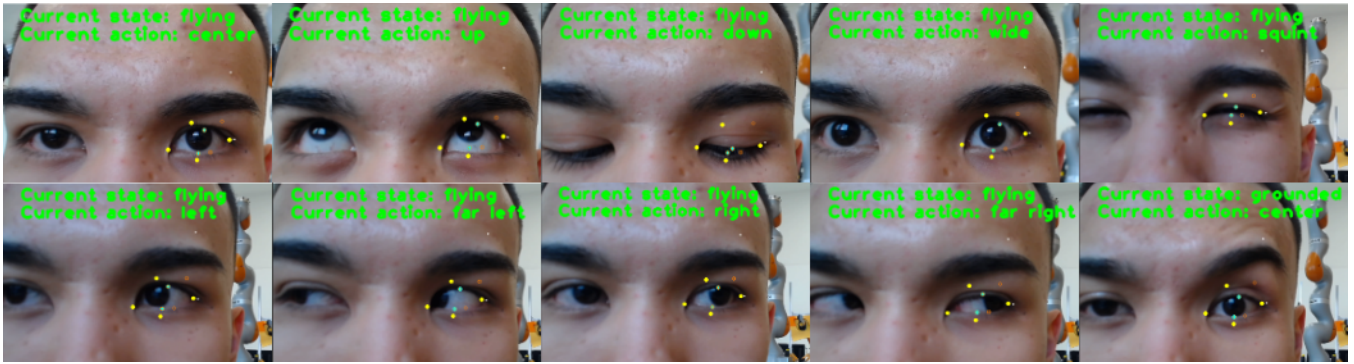 Current state: flying
Current action: center
Current state: flying
Current action: up
Current state: flying
Current action: down
Current state: flying
Current action: wide
Current state: flying
Current action: squint
Current state: flying
Current action: left
Current state: flying
Current action: far left
Current state: flying
Current action: right
Current state: flying
Current action: far right
Current state: grounded
Current action: center